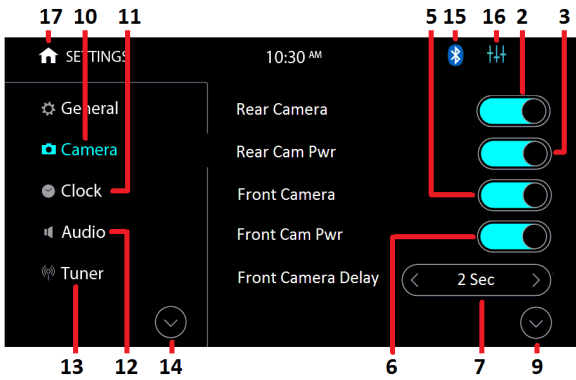 17 10 11 5 15 16 2 3
SETTINGS 10:30 AM
General Rear Camera
Camera Rear Cam Pwr
Clock Front Camera
Audio Front Cam Pwr
Tuner Front Camera Delay 2 Sec
13 12 14 6 7 9